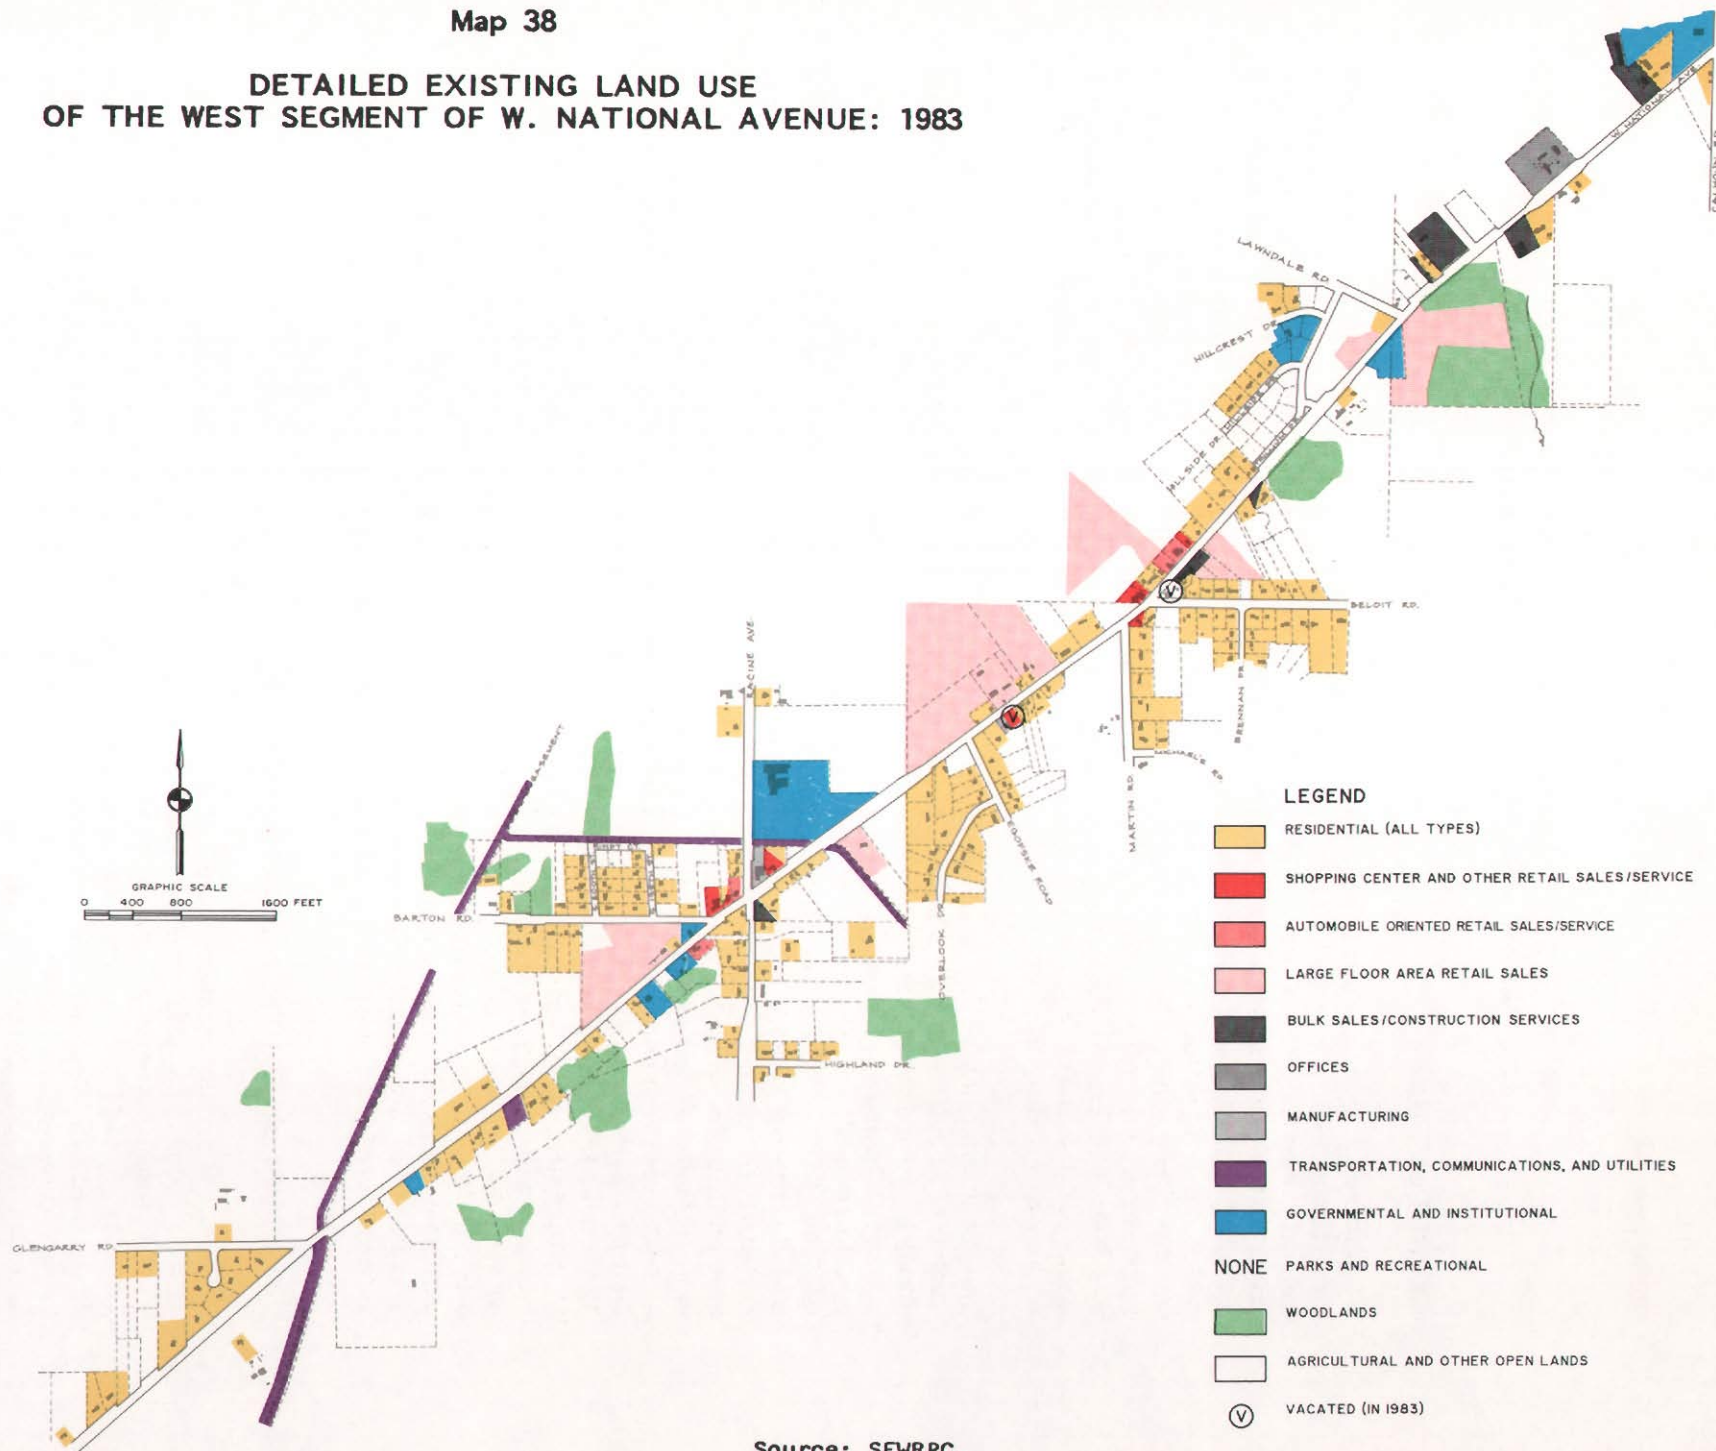 Map 38
DETAILED EXISTING LAND USE
OF THE WEST SEGMENT OF W. NATIONAL AVENUE: 1983
W NATIONAL AVE.
LAWNDALE RD.
HILLCREST DR.
HILLSIDE DR.
BELOIT RD.
BRENNAN DR.
MICHAEL'S RD.
MARTIN RD.
RACINE AVE.
EASEMENT
OVERLOOK DR.
BARTON RD.
HIGHLAND DR.
GLENGARRY RD.
GRAPHIC SCALE
0 400 800 1600 FEET
LEGEND
RESIDENTIAL (ALL TYPES)
SHOPPING CENTER AND OTHER RETAIL SALES/SERVICE
AUTOMOBILE ORIENTED RETAIL SALES/SERVICE
LARGE FLOOR AREA RETAIL SALES
BULK SALES/CONSTRUCTION SERVICES
OFFICES
MANUFACTURING
TRANSPORTATION, COMMUNICATIONS, AND UTILITIES
GOVERNMENTAL AND INSTITUTIONAL
NONE PARKS AND RECREATIONAL
WOODLANDS
AGRICULTURAL AND OTHER OPEN LANDS
V VACATED (IN 1983)
V
V
Source: SEWRPC